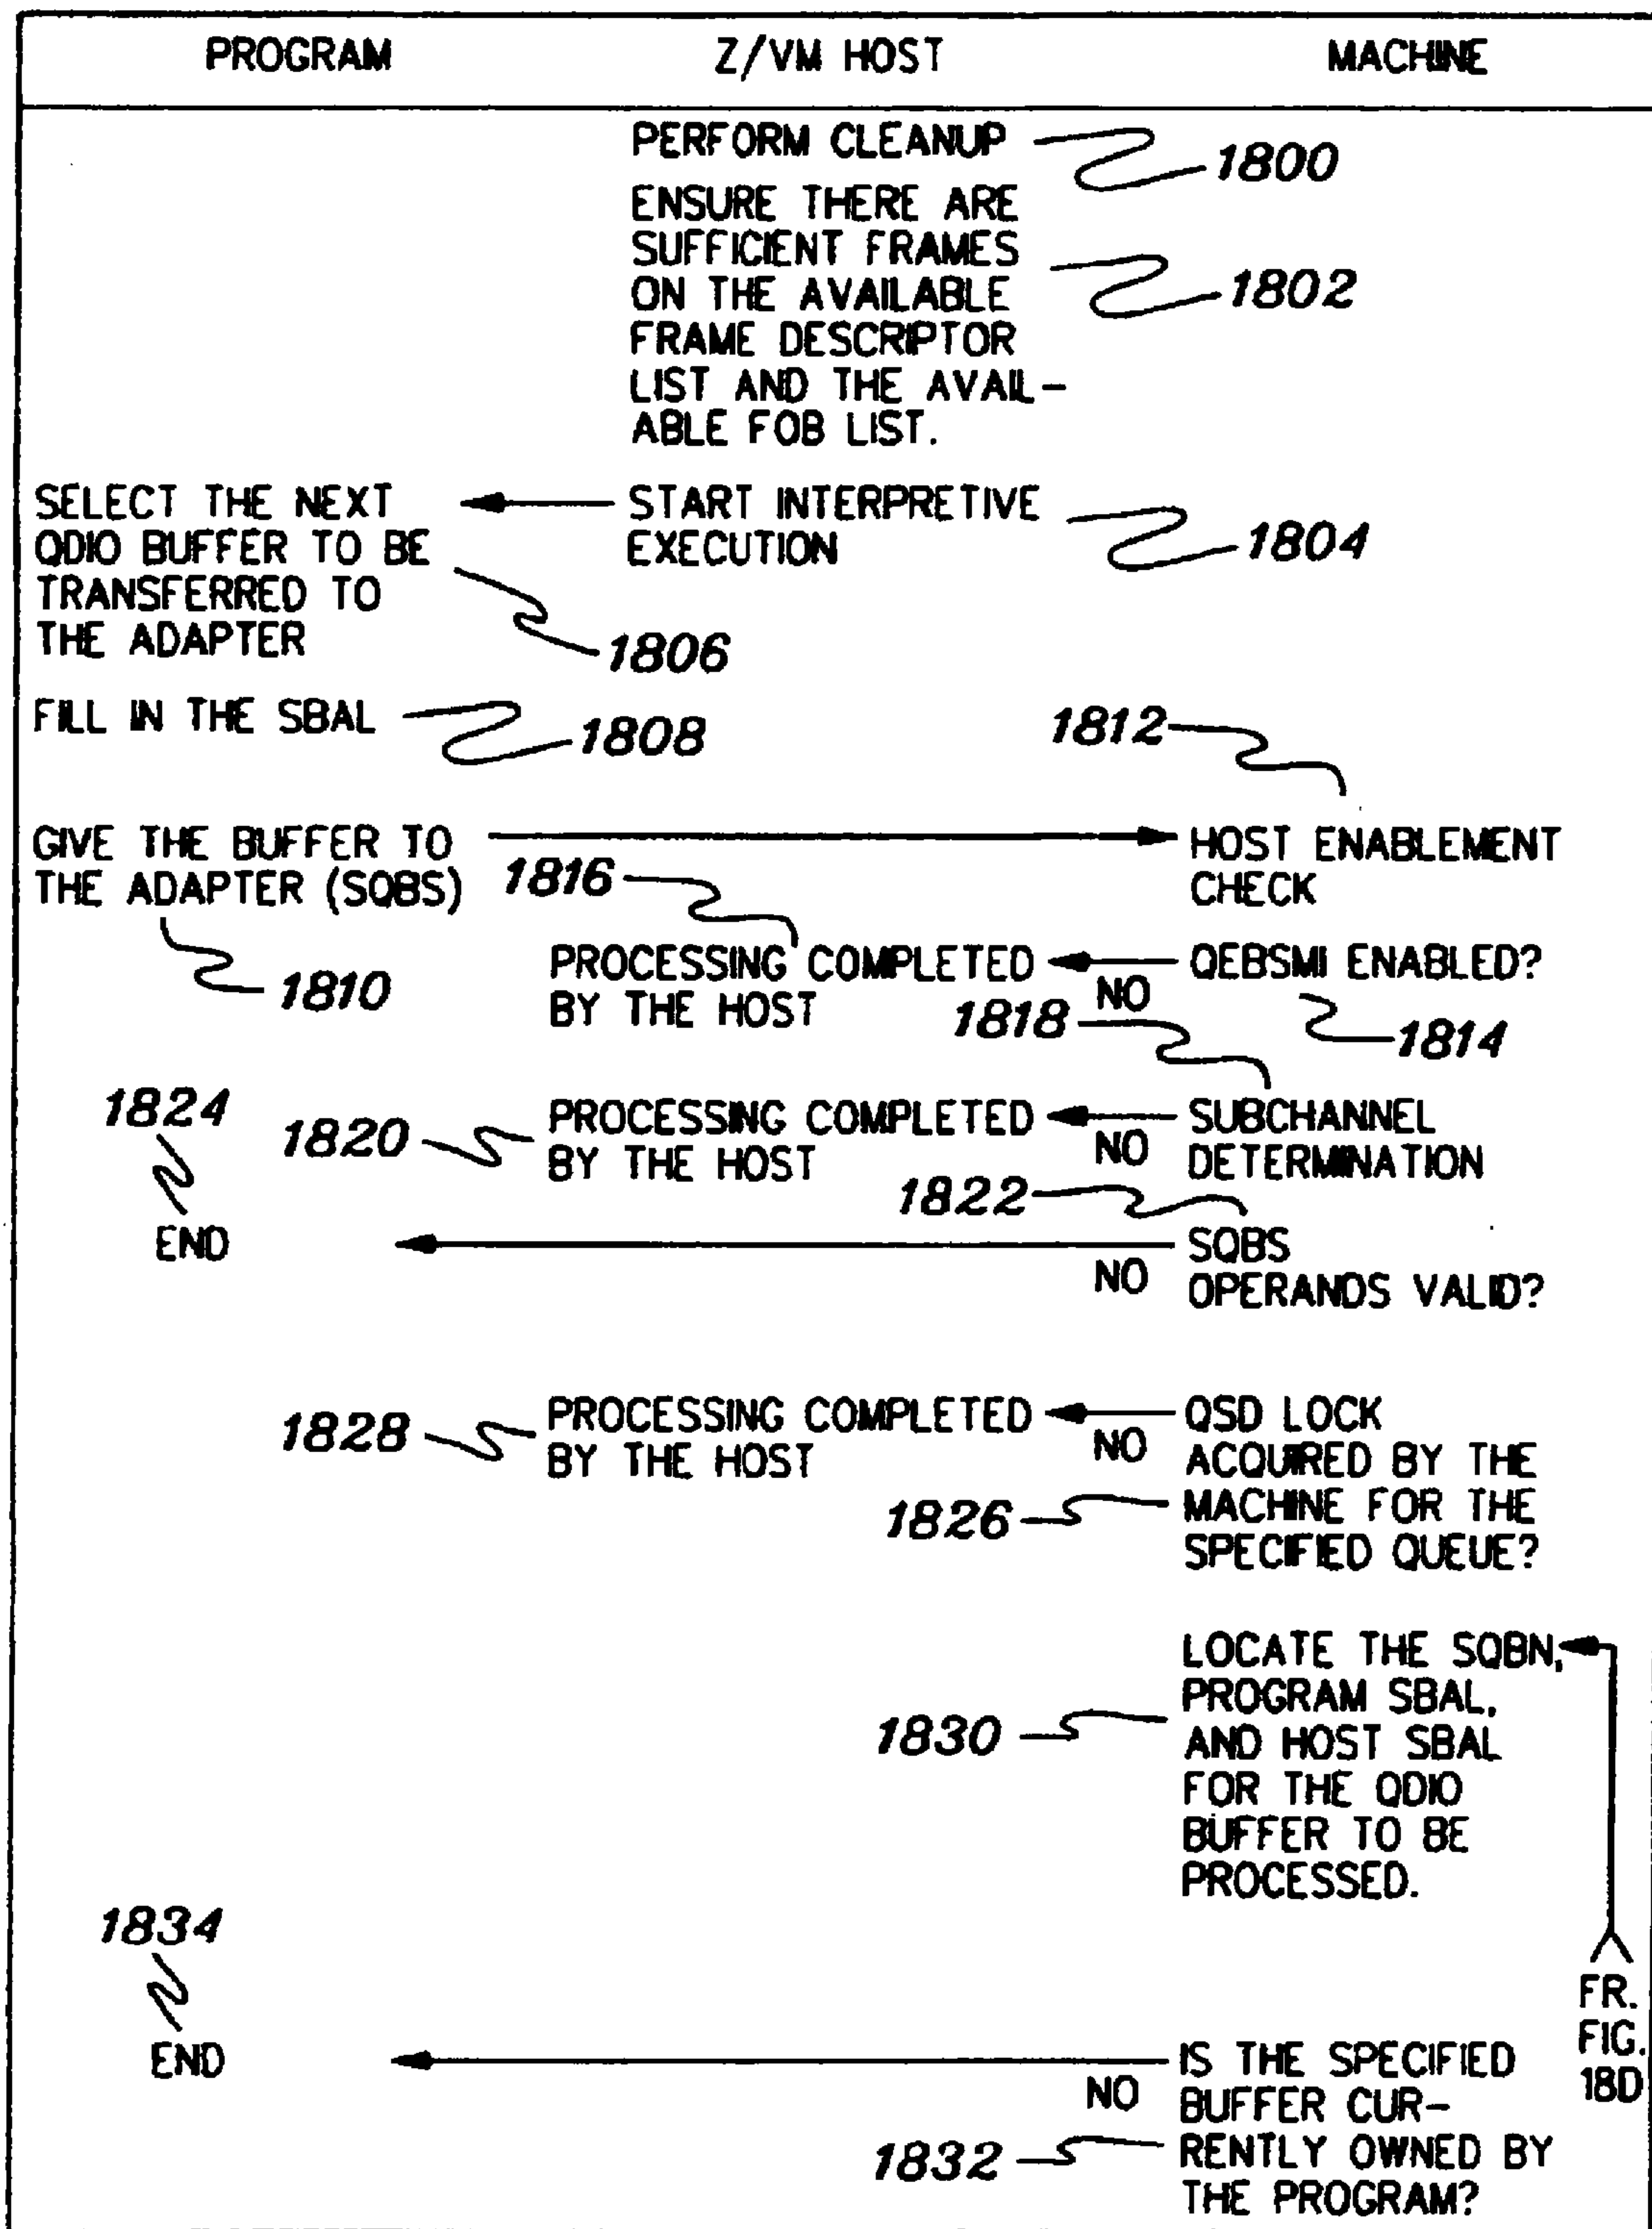 PROGRAM
Z/VM HOST
MACHINE
PERFORM CLEANUP
1800
ENSURE THERE ARE
SUFFICIENT FRAMES
ON THE AVAILABLE
FRAME DESCRIPTOR
LIST AND THE AVAIL-
ABLE FOB LIST.
1802
SELECT THE NEXT
QDIO BUFFER TO BE
TRANSFERRED TO
THE ADAPTER
START INTERPRETIVE
EXECUTION
1804
1806
FILL IN THE SBAL
1808
1812
GIVE THE BUFFER TO
THE ADAPTER (SQBS)
HOST ENABLEMENT
CHECK
1816
1810
PROCESSING COMPLETED
BY THE HOST
NO
QEBSMI ENABLED?
1818
1814
1824
1820
PROCESSING COMPLETED
BY THE HOST
NO
SUBCHANNEL
DETERMINATION
1822
END
NO
SQBS
OPERANDS VALID?
1828
PROCESSING COMPLETED
BY THE HOST
NO
QSD LOCK
ACQUIRED BY THE
MACHINE FOR THE
SPECIFIED QUEUE?
1826
LOCATE THE SQBN,
PROGRAM SBAL,
AND HOST SBAL
FOR THE QDIO
BUFFER TO BE
PROCESSED.
1830
1834
FR.
FIG.
18D
END
NO
IS THE SPECIFIED
BUFFER CUR-
RENTLY OWNED BY
THE PROGRAM?
1832